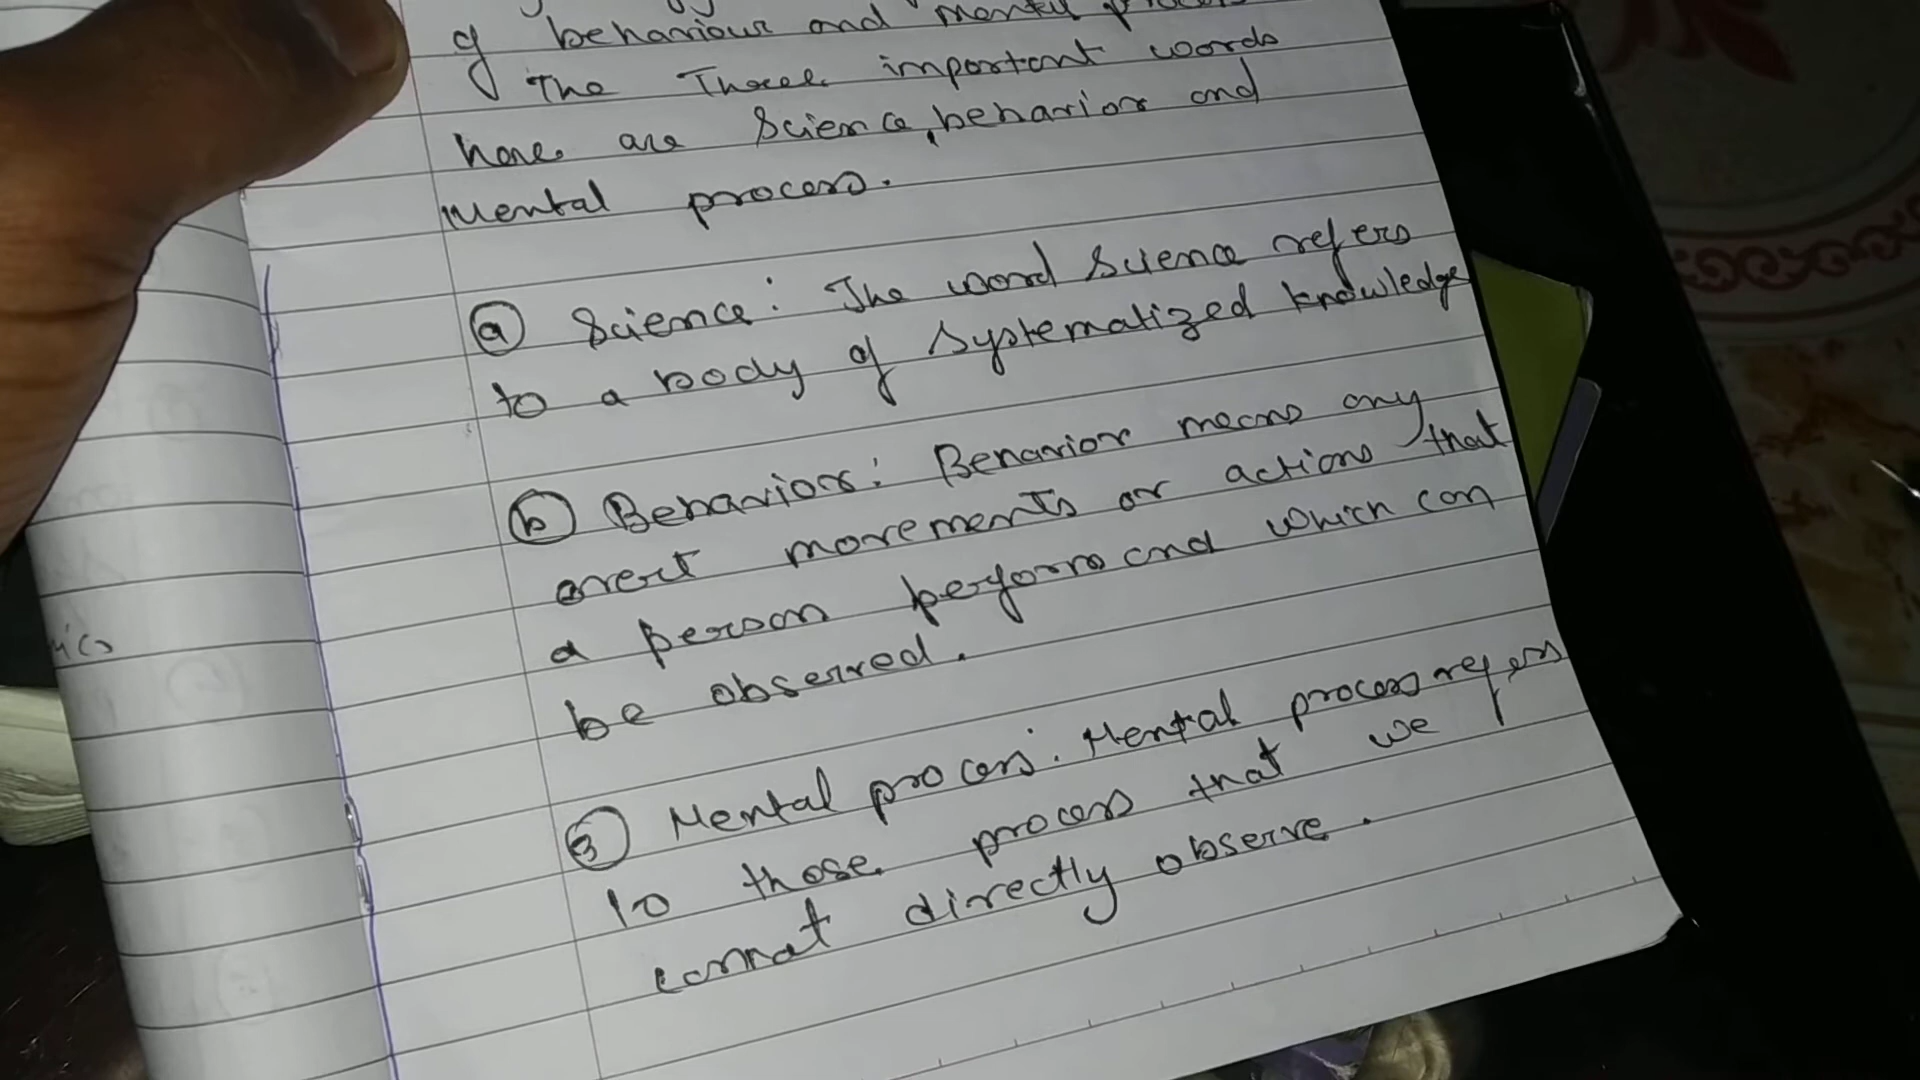 of behaviour and mental process
The Three important words
here are Science, behavior and
Mental process.
ⓐ Science: The word Science refers
to a body of systematized knowledge
ⓑ Behavior: Behavior means any
overt movements or actions that
a person performs and which can
be observed.
③ Mental process: Mental process refers
to those process that we
cannot directly observe.